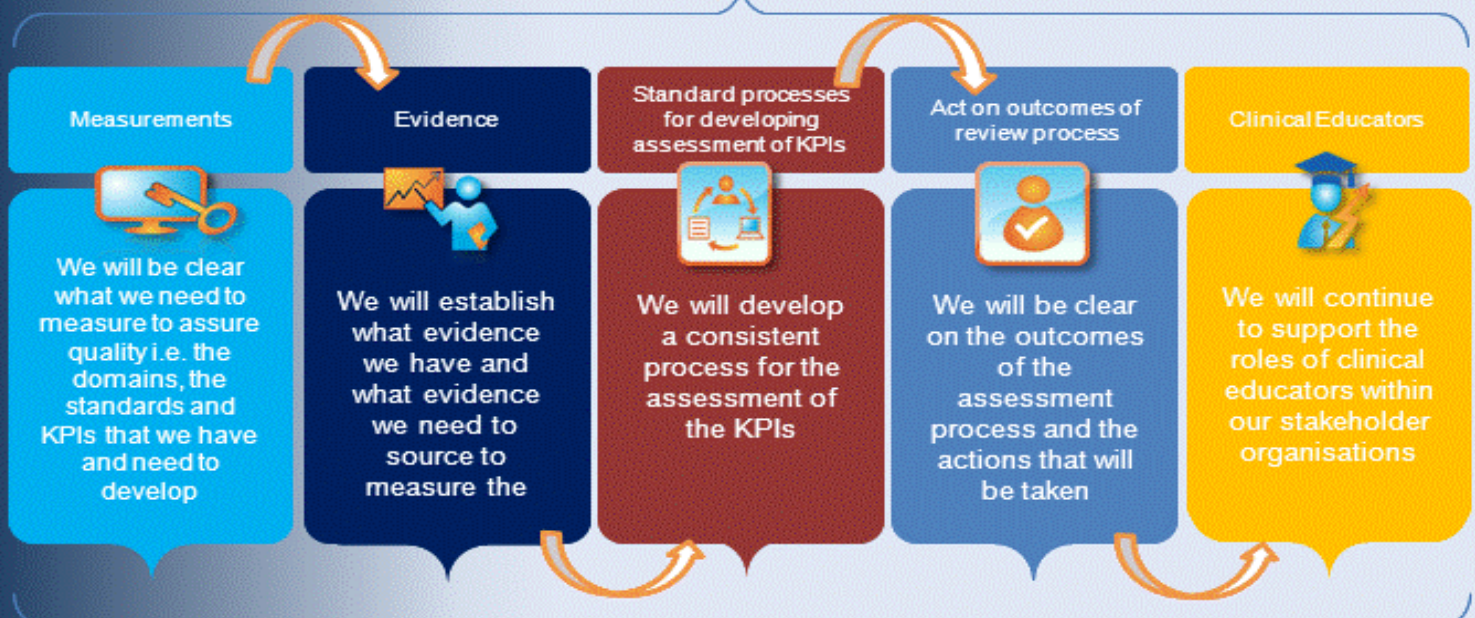 Measurements
Evidence
Standard processes
for developing
assessment of KPIs
Act on outcomes of
review process
Clinical Educators
We will be clear
what we need to
measure to assure
quality i.e. the
domains, the
standards and
KPIs that we have
and need to
develop
We will establish
what evidence
we have and
what evidence
we need to
source to
measure the
We will develop
a consistent
process for the
assessment of
the KPIs
We will be clear
on the outcomes
of the
assessment
process and the
actions that will
be taken
We will continue
to support the
roles of clinical
educators within
our stakeholder
organisations